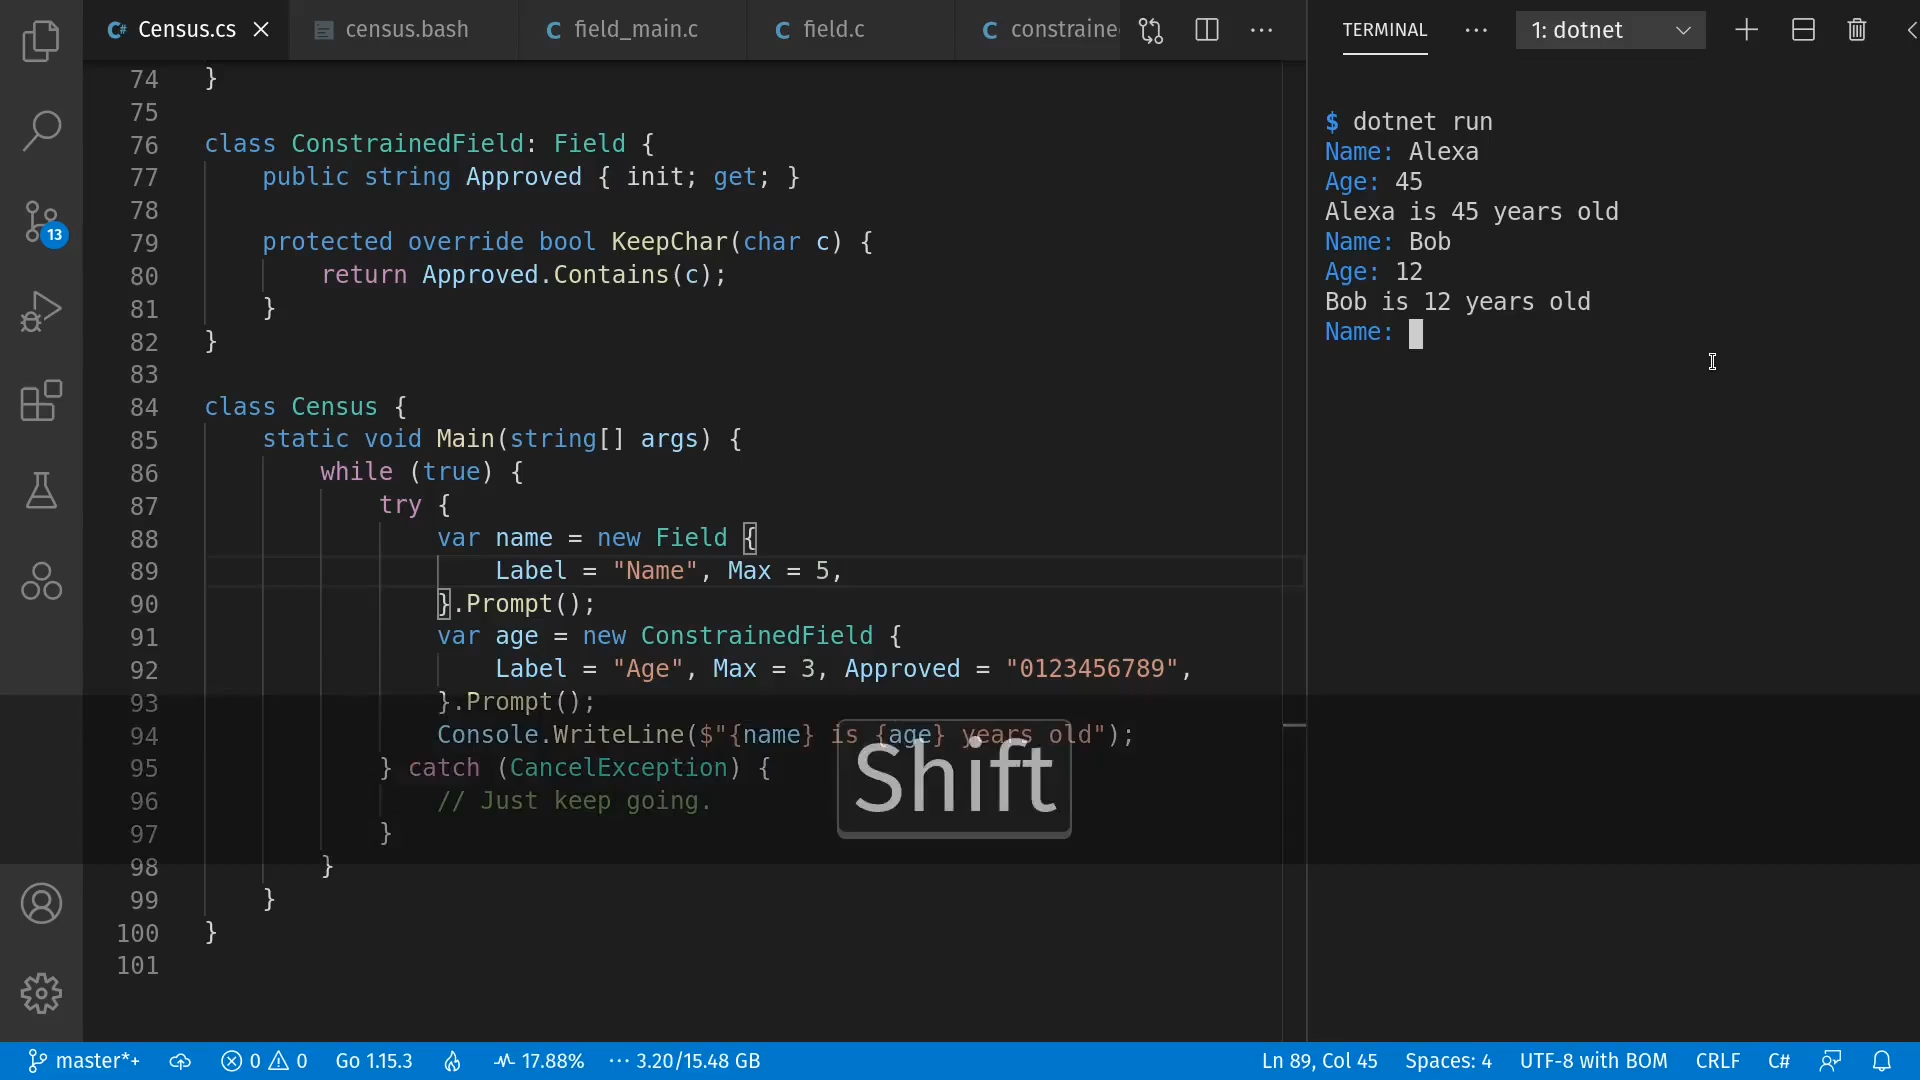 Census.cs census.bash field_main.c field.c constraine
TERMINAL 1: dotnet
74 }
75
76 class ConstrainedField: Field {
77 public string Approved { init; get; }
78
79 protected override bool KeepChar(char c) {
80 return Approved.Contains(c);
81 }
82 }
83
84 class Census {
85 static void Main(string[] args) {
86 while (true) {
87 try {
88 var name = new Field {
89 Label = "Name", Max = 5,
90 }.Prompt();
91 var age = new ConstrainedField {
92 Label = "Age", Max = 3, Approved = "0123456789",
93 }.Prompt();
94 Console.WriteLine($"{name} is {age} years old");
95 } catch (CancelException) {
96 // Just keep going.
97 }
98 }
99 }
100 }
101
Shift
$ dotnet run
Name: Alexa
Age: 45
Alexa is 45 years old
Name: Bob
Age: 12
Bob is 12 years old
Name:
13
master*+ 0 0 Go 1.15.3 17.88% 3.20/15.48 GB Ln 89, Col 45 Spaces: 4 UTF-8 with BOM CRLF C#